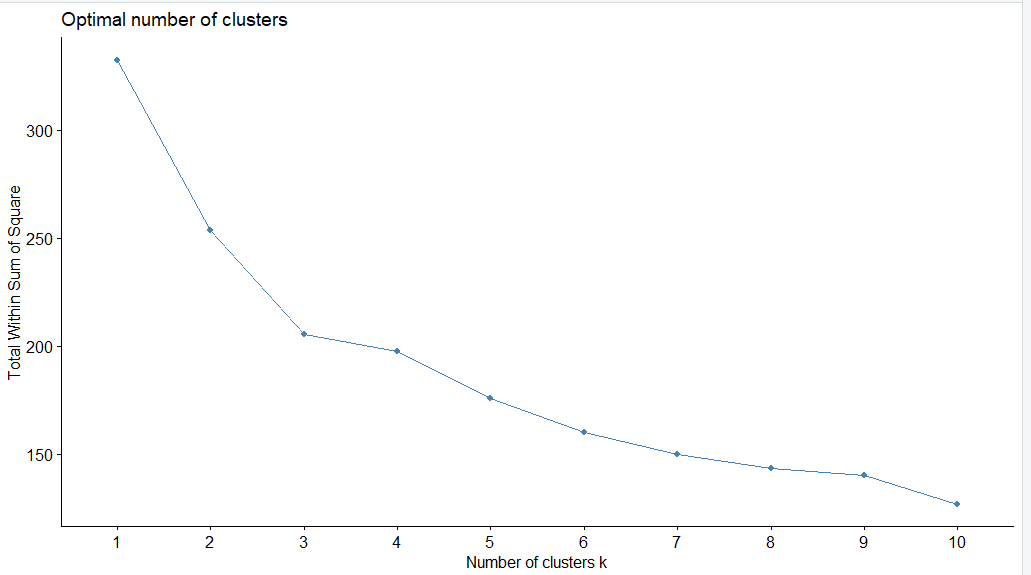 Optimal number of clusters
Total Within Sum of Square
300
250
200
150
1 2 3 4 5 6 7 8 9 10
Number of clusters k